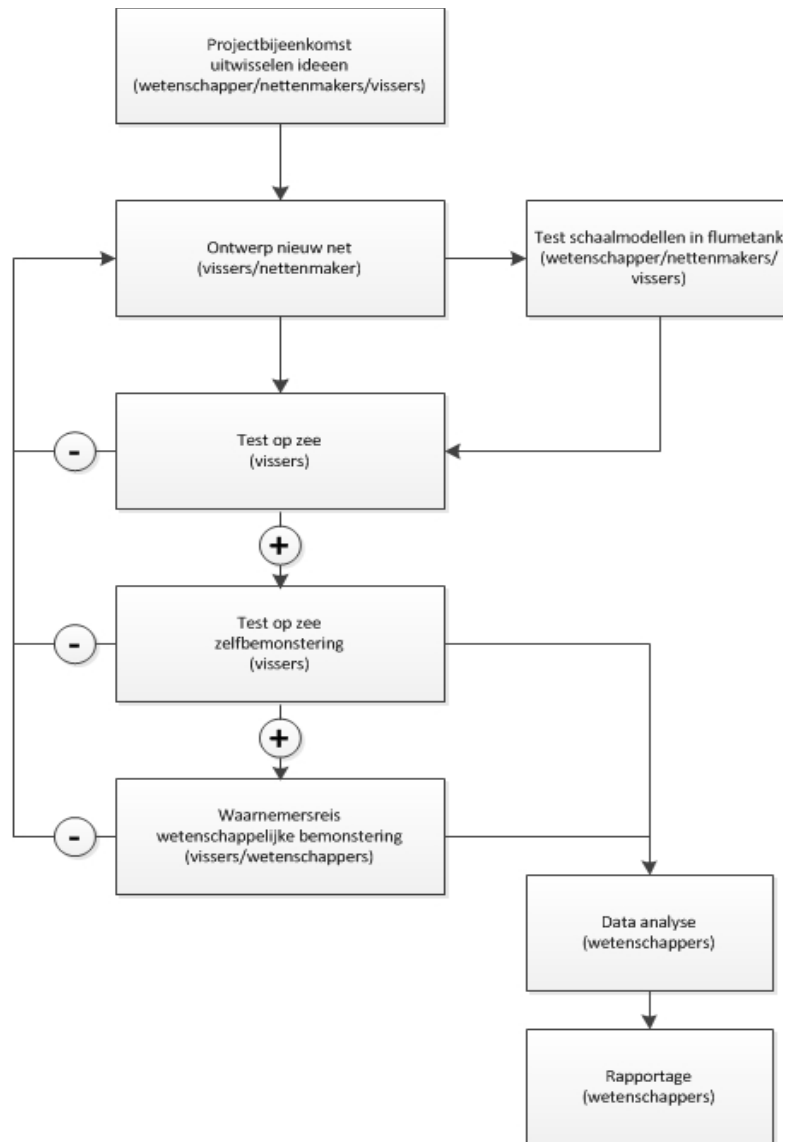 Projectbijeenkomst
uitwisselen ideeen
(wetenschapper/nettenmakers/vissers)
Ontwerp nieuw net
(vissers/nettenmaker)
Test schaalmodellen in flumetank
(wetenschapper/nettenmakers/
vissers)
Test op zee
(vissers)
-
+
Test op zee
zelfbemonstering
(vissers)
-
+
Waarnemersreis
wetenschappelijke bemonstering
(vissers/wetenschappers)
-
Data analyse
(wetenschappers)
Rapportage
(wetenschappers)